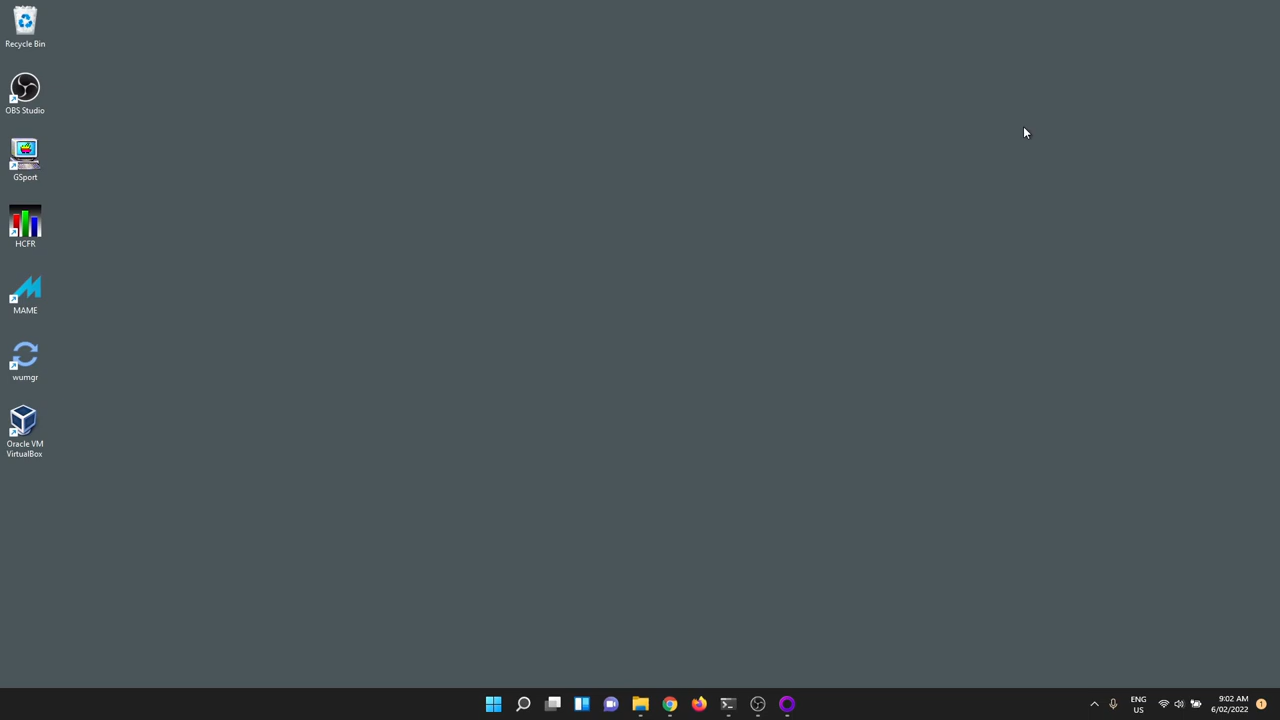 Recycle Bin
OBS Studio
GSport
HCFR
MAME
wumgr
Oracle VM
VirtualBox
ENG
US
9:02 AM
6/02/2022
1